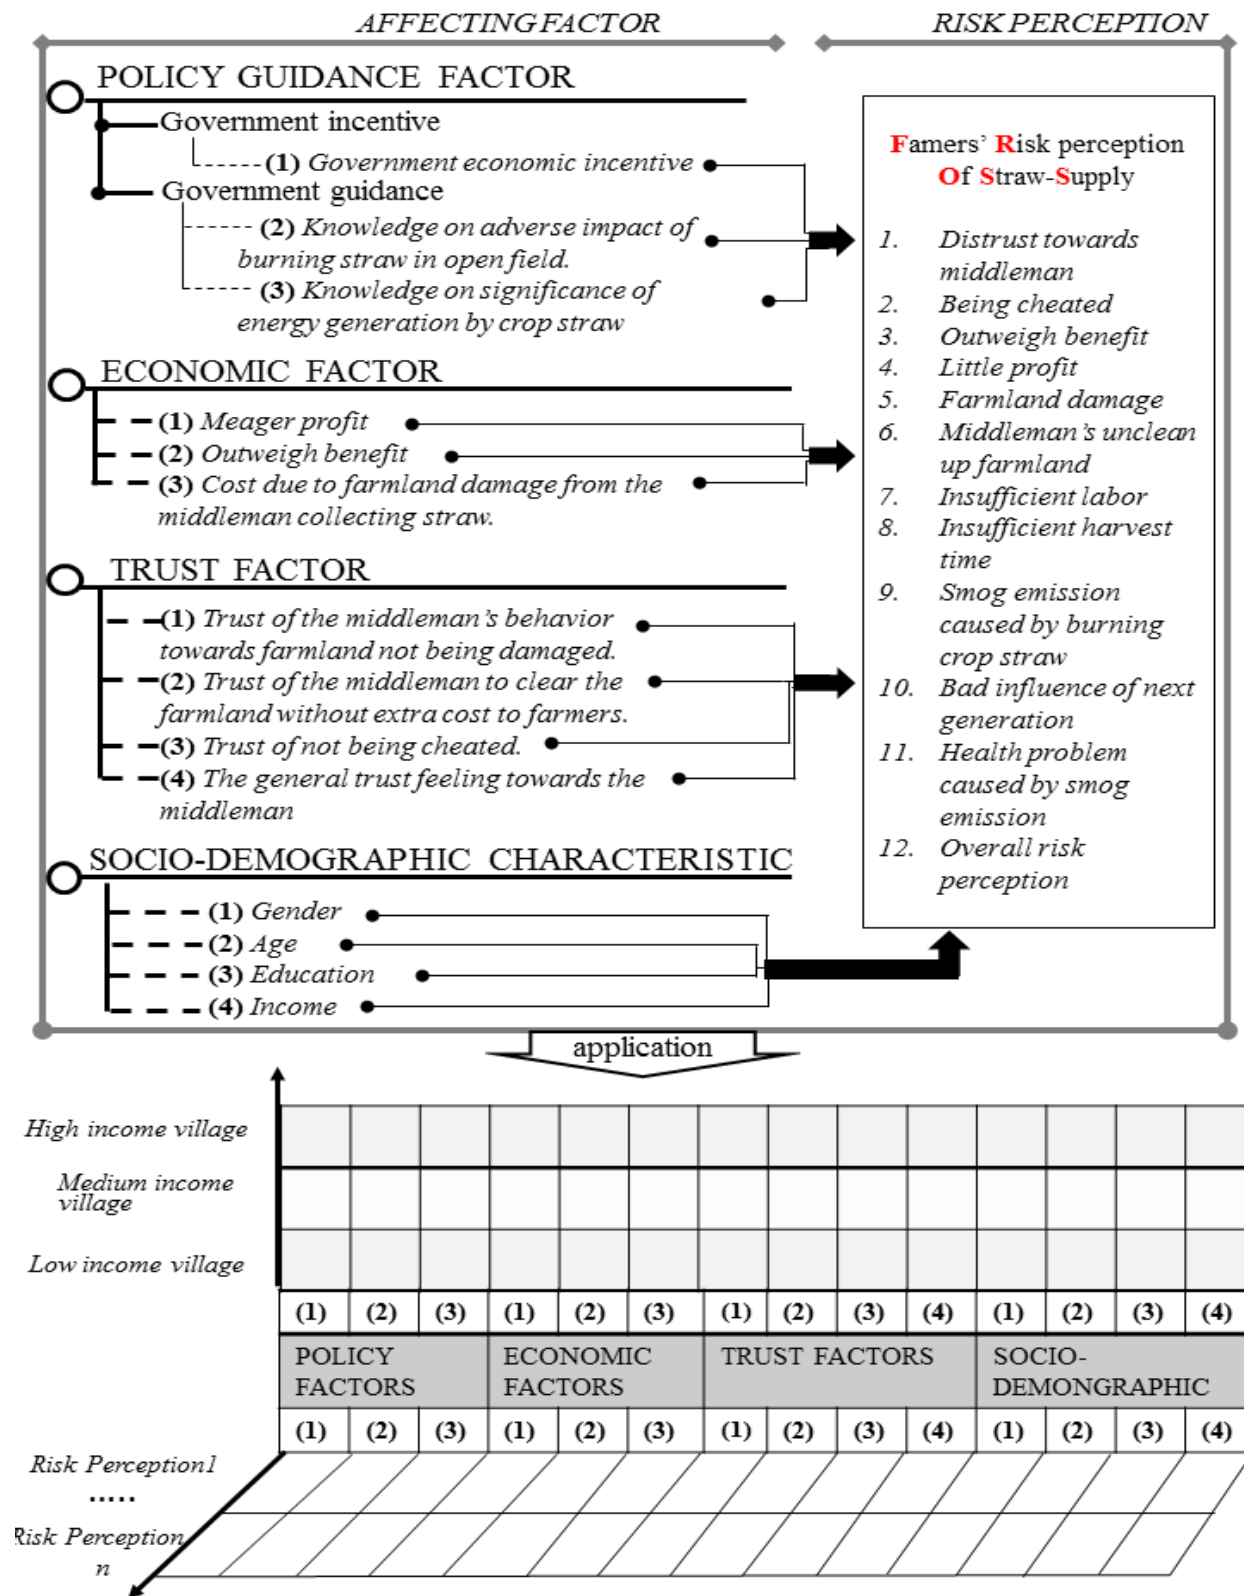 AFFECTING FACTOR
RISK PERCEPTION
POLICY GUIDANCE FACTOR
Government incentive
(1) Government economic incentive
Government guidance
(2) Knowledge on adverse impact of
burning straw in open field.
(3) Knowledge on significance of
energy generation by crop straw
ECONOMIC FACTOR
(1) Meager profit
(2) Outweigh benefit
(3) Cost due to farmland damage from the
middleman collecting straw.
TRUST FACTOR
(1) Trust of the middleman's behavior
towards farmland not being damaged.
(2) Trust of the middleman to clear the
farmland without extra cost to farmers.
(3) Trust of not being cheated.
(4) The general trust feeling towards the
middleman
SOCIO-DEMOGRAPHIC CHARACTERISTIC
(1) Gender
(2) Age
(3) Education
(4) Income
Famers' Risk perception
Of Straw-Supply
1. Distrust towards
middleman
2. Being cheated
3. Outweigh benefit
4. Little profit
5. Farmland damage
6. Middleman's unclean
up farmland
7. Insufficient labor
8. Insufficient harvest
time
9. Smog emission
caused by burning
crop straw
10. Bad influence of next
generation
11. Health problem
caused by smog
emission
12. Overall risk
perception
application
High income village
Medium income
village
Low income village
(1) (2) (3) (1) (2) (3) (1) (2) (3) (4) (1) (2) (3) (4)
POLICY
FACTORS
ECONOMIC
FACTORS
TRUST FACTORS
SOCIO-
DEMONGRAPHIC
(1) (2) (3) (1) (2) (3) (1) (2) (3) (4) (1) (2) (3) (4)
Risk Perception1
.....
Risk Perception
n